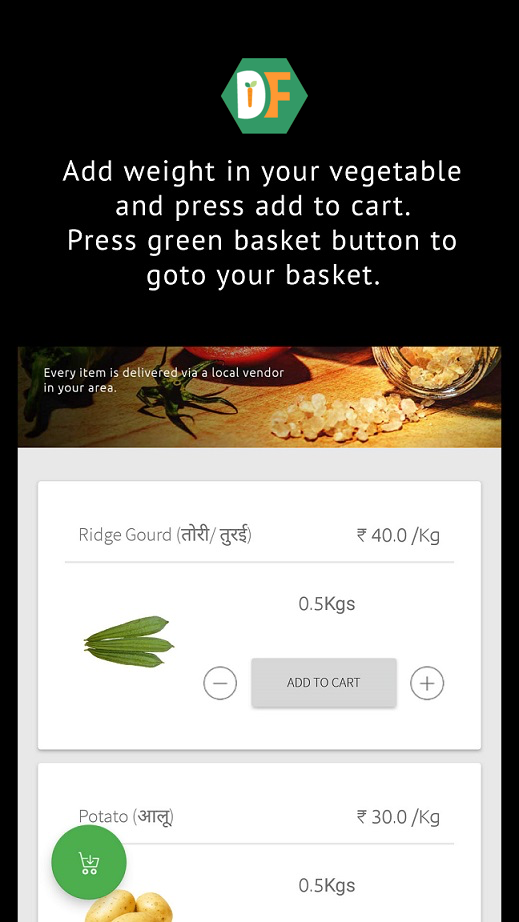 DF
Add weight in your vegetable
and press add to cart.
Press green basket button to
goto your basket.
Every item is delivered via a local vendor
in your area.
Ridge Gourd (तोरी/ तुरई)
₹ 40.0 /Kg
0.5Kgs
ADD TO CART
Potato (आलू)
₹ 30.0 /Kg
0.5Kgs